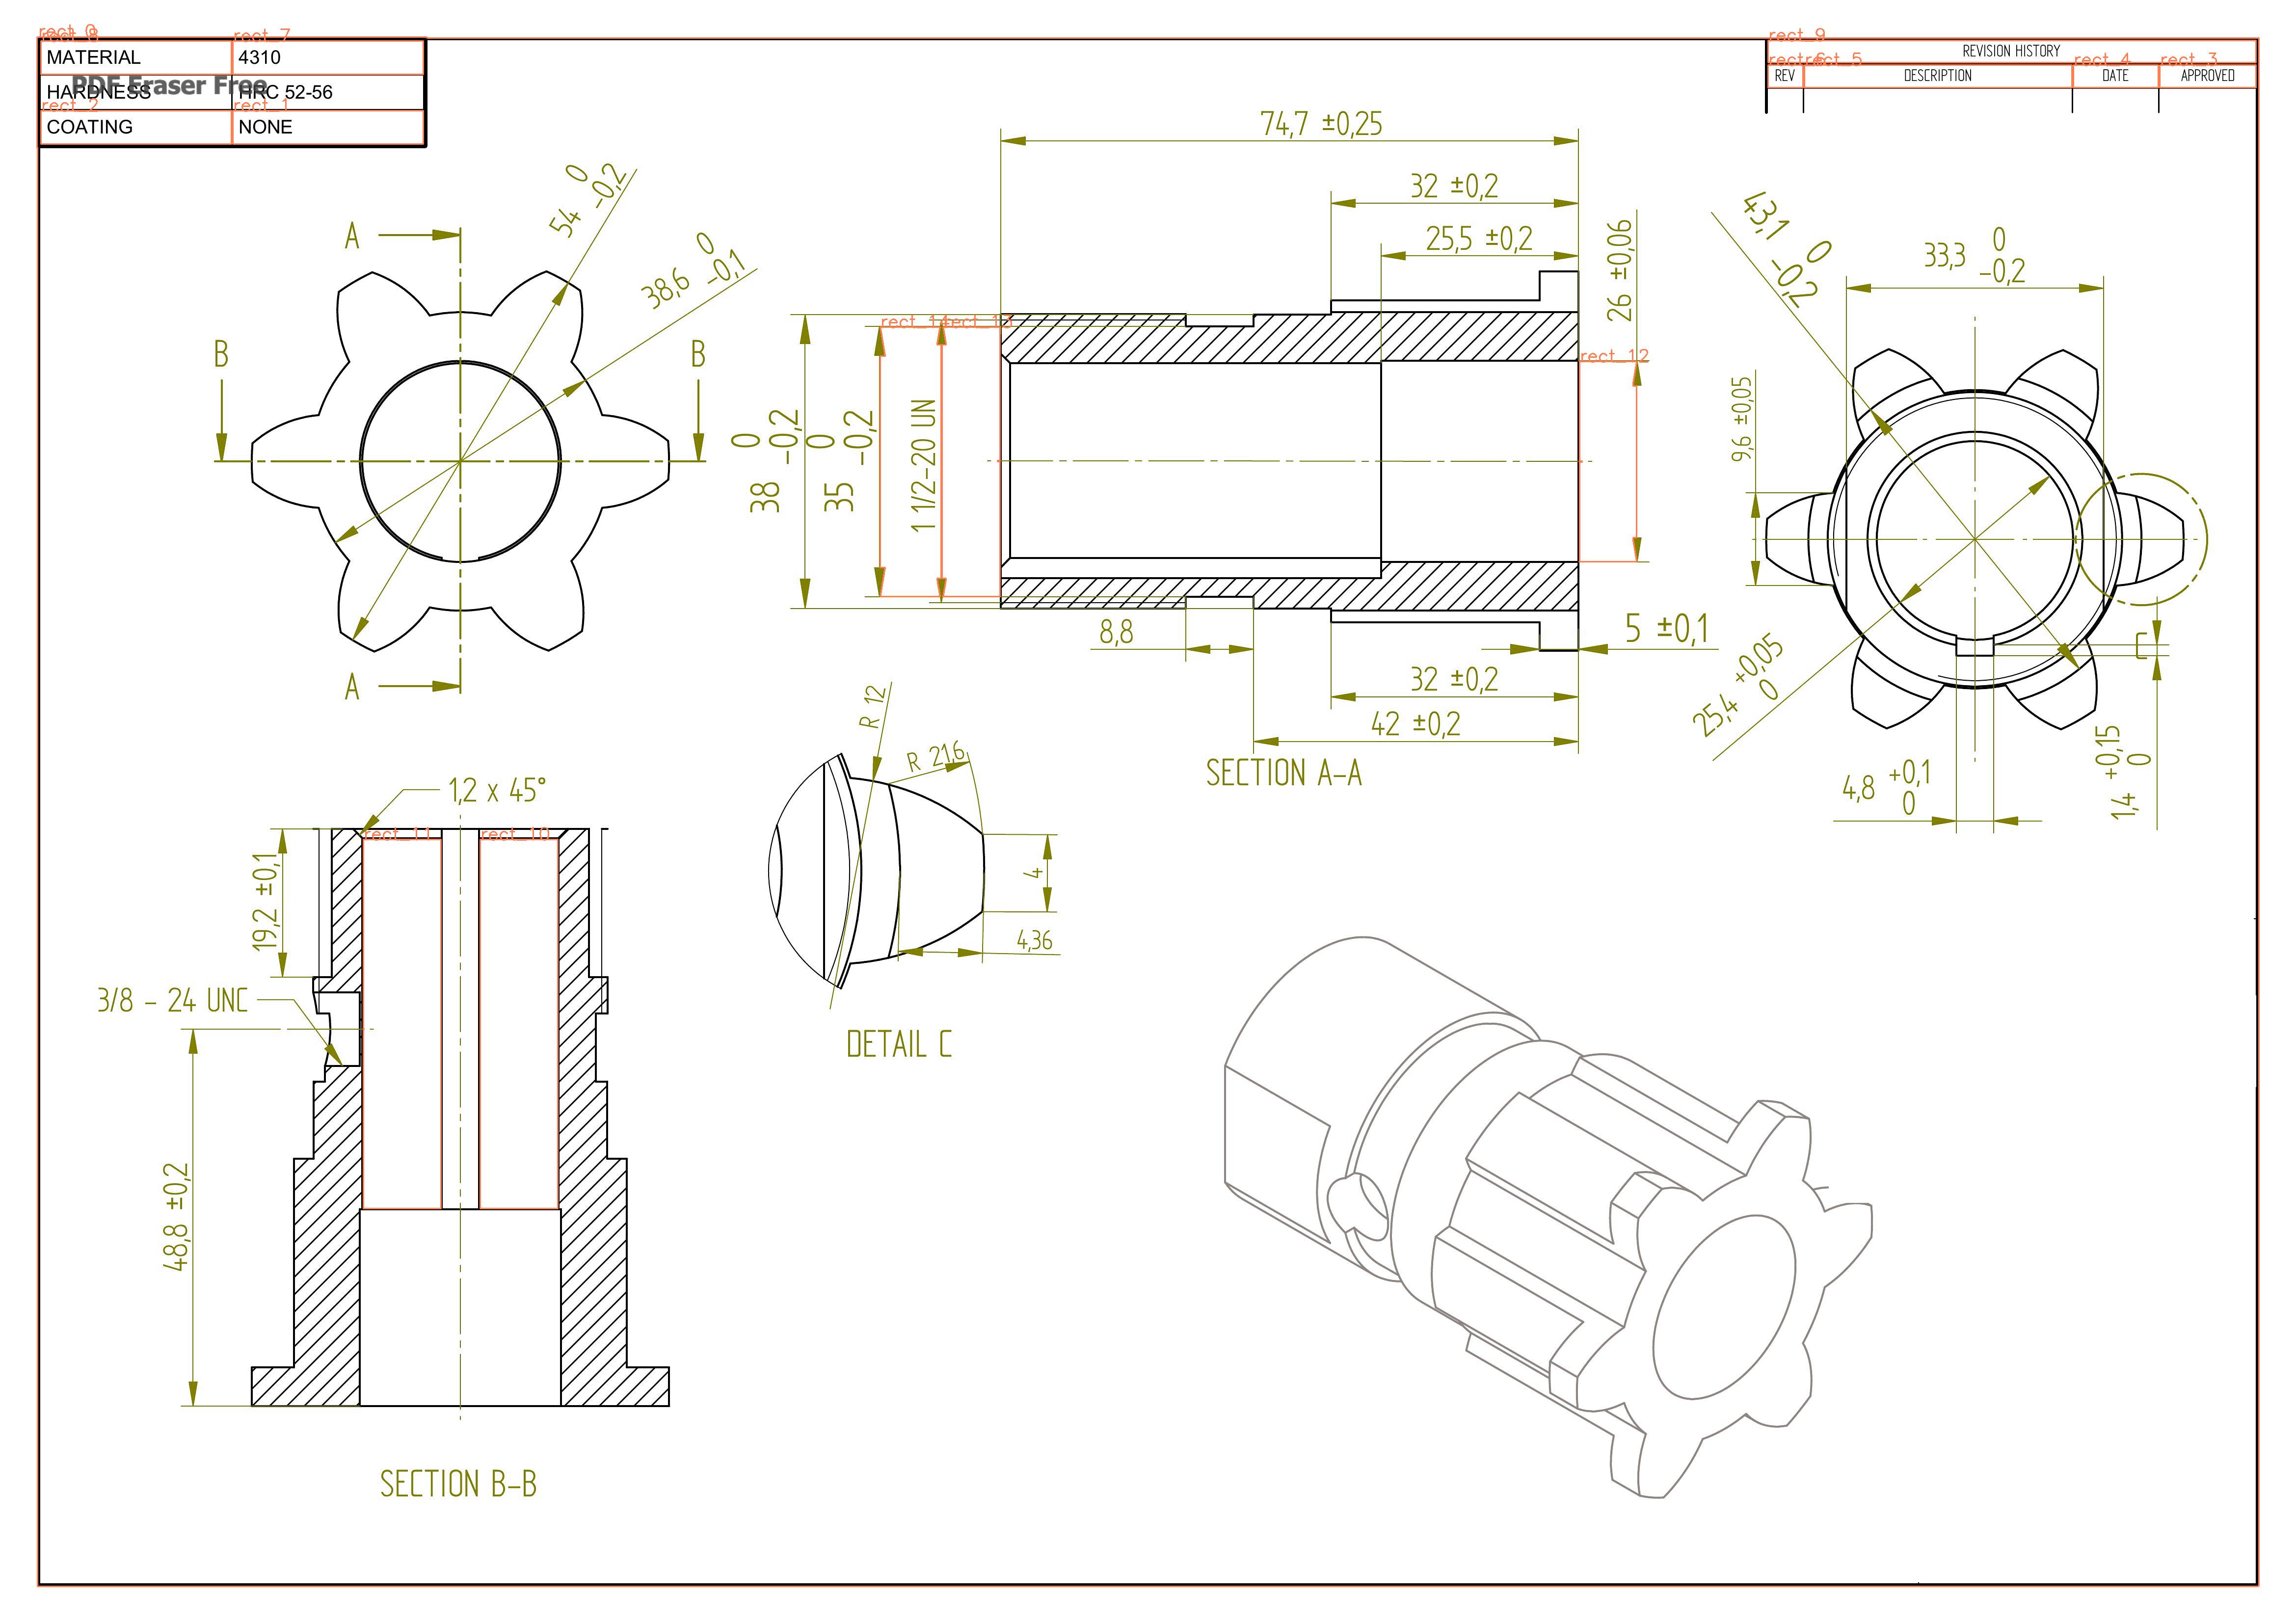 rect_0
rect_8
rect_7
MATERIAL 4310
PDF Eraser Free
HARDNESS HRC 52-56
rect_2 rect_1
COATING NONE
rect_9
REVISION HISTORY
rect_6 rect_5 rect_4 rect_3
REV DESCRIPTION DATE APPROVED
A
54 0 -0,2
38,6 0 -0,1
B B
A
74,7 ±0,25
32 ±0,2
25,5 ±0,2
26 ±0,06
rect_14 rect_13
rect_12
38 0 -0,2
35 0 -0,2
1 1/2-20 UN
8,8
5 ±0,1
32 ±0,2
42 ±0,2
SECTION A-A
43,1 0 -0,2
33,3 0 -0,2
9,6 ±0,05
C
25,4 +0,05 0
4,8 +0,1 0
1,4 +0,15 0
1,2 x 45°
rect_11 rect_10
19,2 ±0,1
3/8 - 24 UNC
48,8 ±0,2
SECTION B-B
R 12
R 21,6
4
4,36
DETAIL C